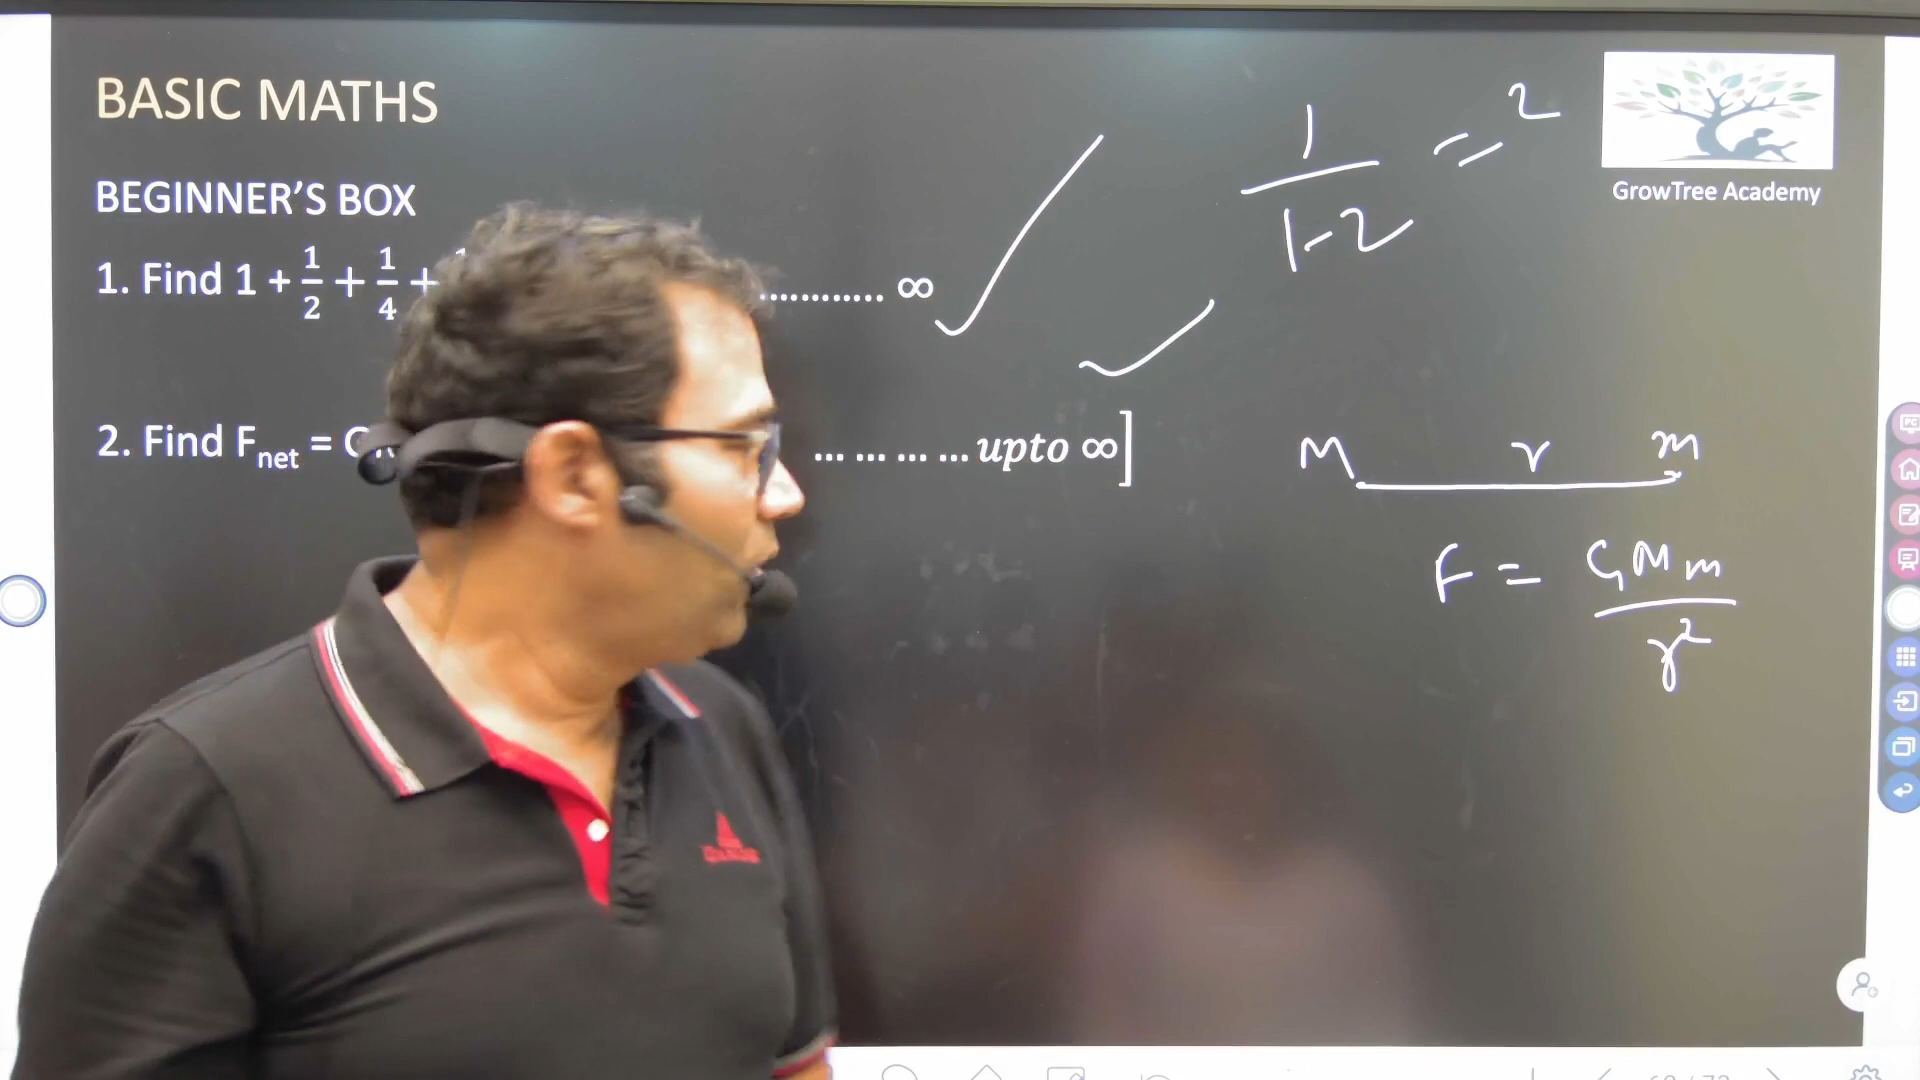 BASIC MATHS
BEGINNER'S BOX
1. Find 1 + 1/2 + 1/4 + ............ ∞
2. Find Fnet = ... ... ... ... upto ∞]
1/(1-2) = 2
GrowTree Academy
M r m
F = GMm/r²